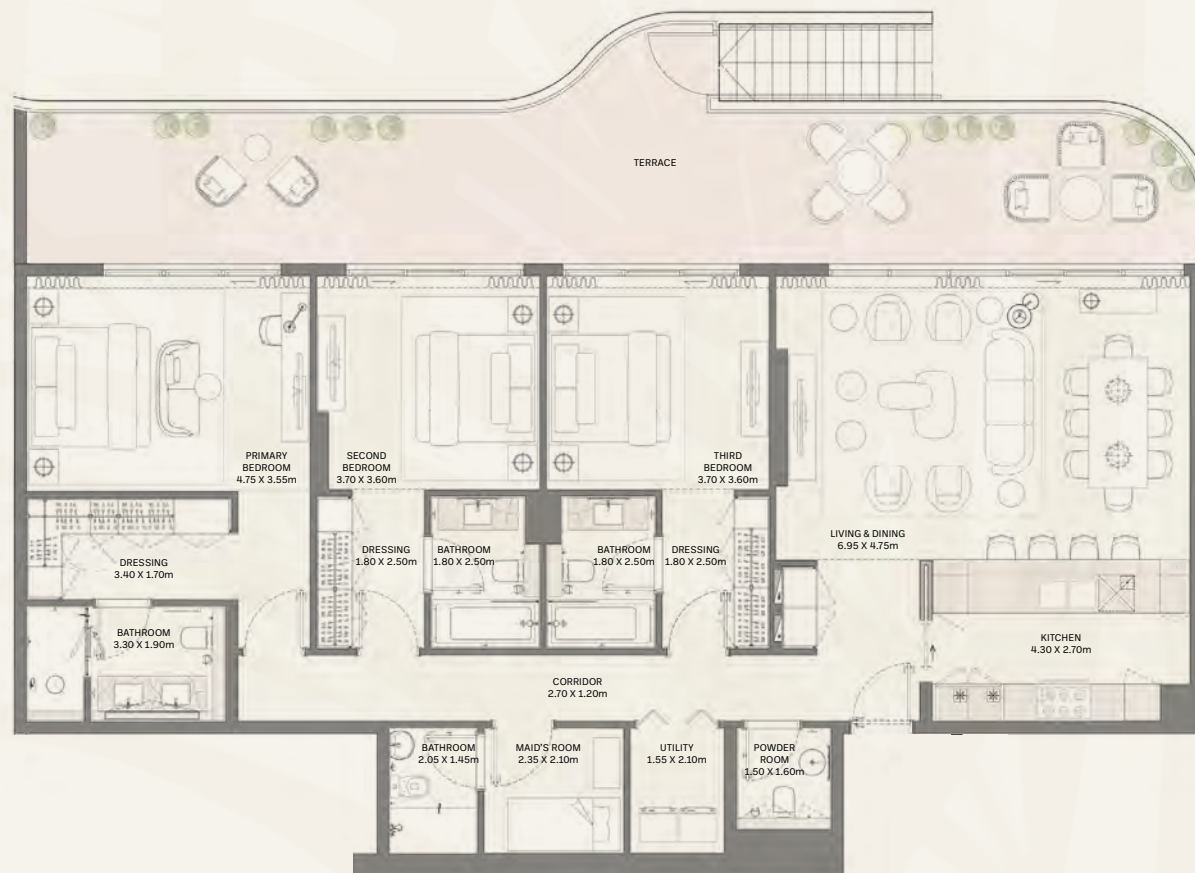 TERRACE
PRIMARY
BEDROOM
4.75 X 3.55m
SECOND
BEDROOM
3.70 X 3.60m
THIRD
BEDROOM
3.70 X 3.60m
LIVING & DINING
6.95 X 4.75m
DRESSING
3.40 X 1.70m
DRESSING
1.80 X 2.50m
BATHROOM
1.80 X 2.50m
BATHROOM
1.80 X 2.50m
DRESSING
1.80 X 2.50m
BATHROOM
3.30 X 1.90m
KITCHEN
4.30 X 2.70m
CORRIDOR
2.70 X 1.20m
BATHROOM
2.05 X 1.45m
MAID'S ROOM
2.35 X 2.10m
UTILITY
1.55 X 2.10m
POWDER
ROOM
1.50 X 1.60m